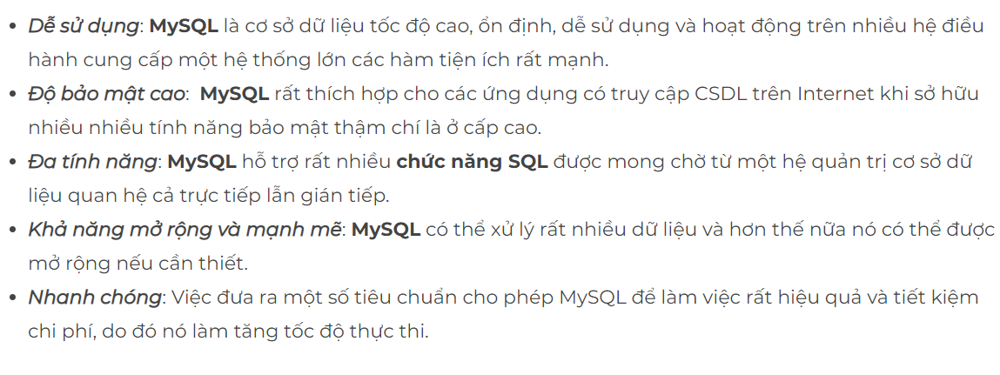 • Dễ sử dụng: MySQL là cơ sở dữ liệu tốc độ cao, ổn định, dễ sử dụng và hoạt động trên nhiều hệ điều
hành cung cấp một hệ thống lớn các hàm tiện ích rất mạnh.
• Độ bảo mật cao:  MySQL rất thích hợp cho các ứng dụng có truy cập CSDL trên Internet khi sở hữu
nhiều nhiều tính năng bảo mật thậm chí là ở cấp cao.
• Đa tính năng: MySQL hỗ trợ rất nhiều chức năng SQL được mong chờ từ một hệ quản trị cơ sở dữ
liệu quan hệ cả trực tiếp lẫn gián tiếp.
• Khả năng mở rộng và mạnh mẽ: MySQL có thể xử lý rất nhiều dữ liệu và hơn thế nữa nó có thể được
mở rộng nếu cần thiết.
• Nhanh chóng: Việc đưa ra một số tiêu chuẩn cho phép MySQL để làm việc rất hiệu quả và tiết kiệm
chi phí, do đó nó làm tăng tốc độ thực thi.